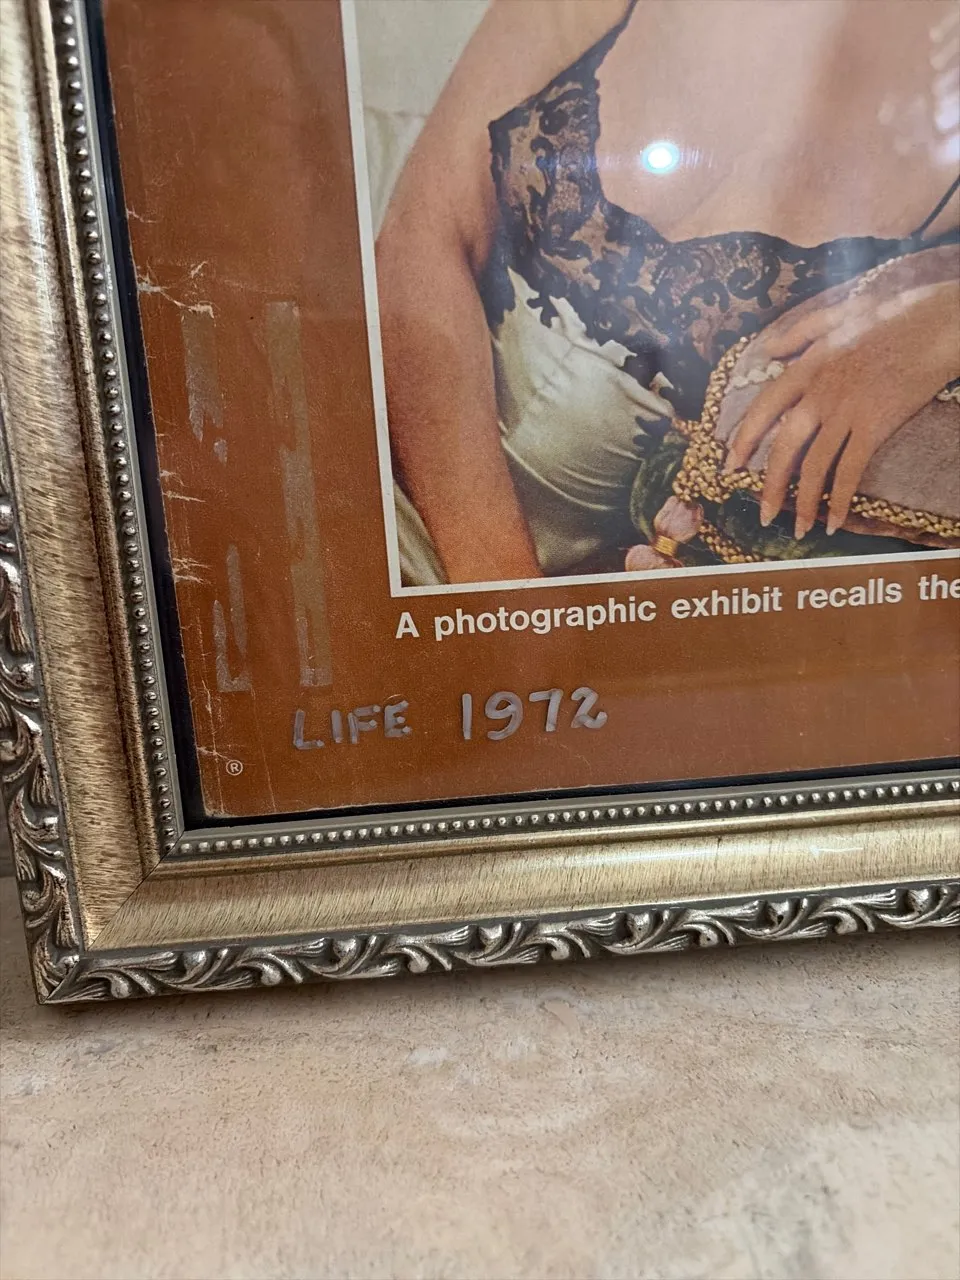 A photographic exhibit recalls the
LIFE 1972
®